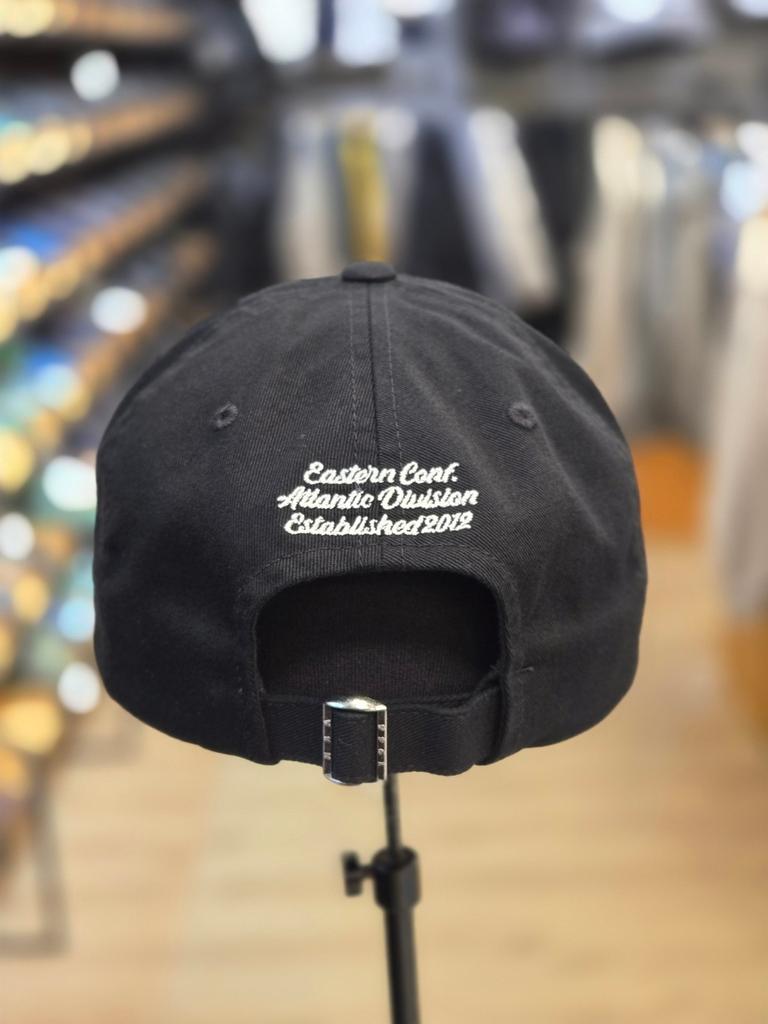 Eastern Conf.
Atlantic Division
Established 2012